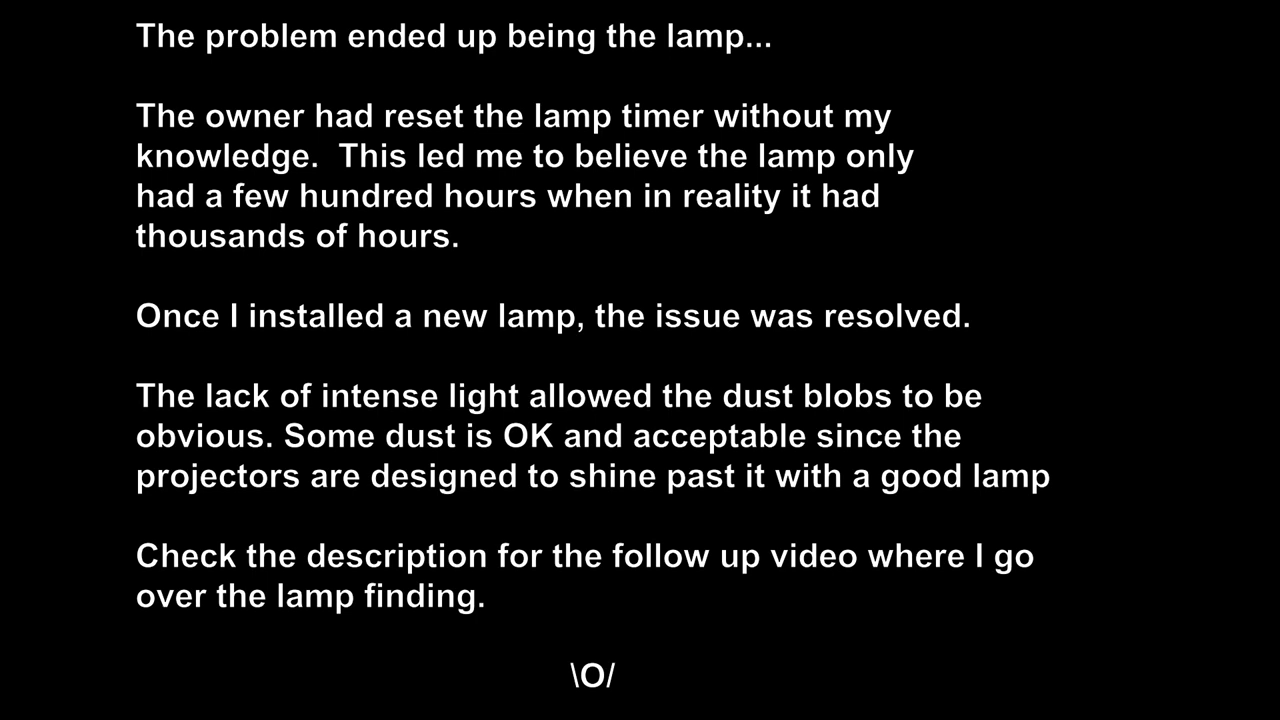 The problem ended up being the lamp...
The owner had reset the lamp timer without my
knowledge.  This led me to believe the lamp only
had a few hundred hours when in reality it had
thousands of hours.
Once I installed a new lamp, the issue was resolved.
The lack of intense light allowed the dust blobs to be
obvious. Some dust is OK and acceptable since the
projectors are designed to shine past it with a good lamp
Check the description for the follow up video where I go
over the lamp finding.
\O/